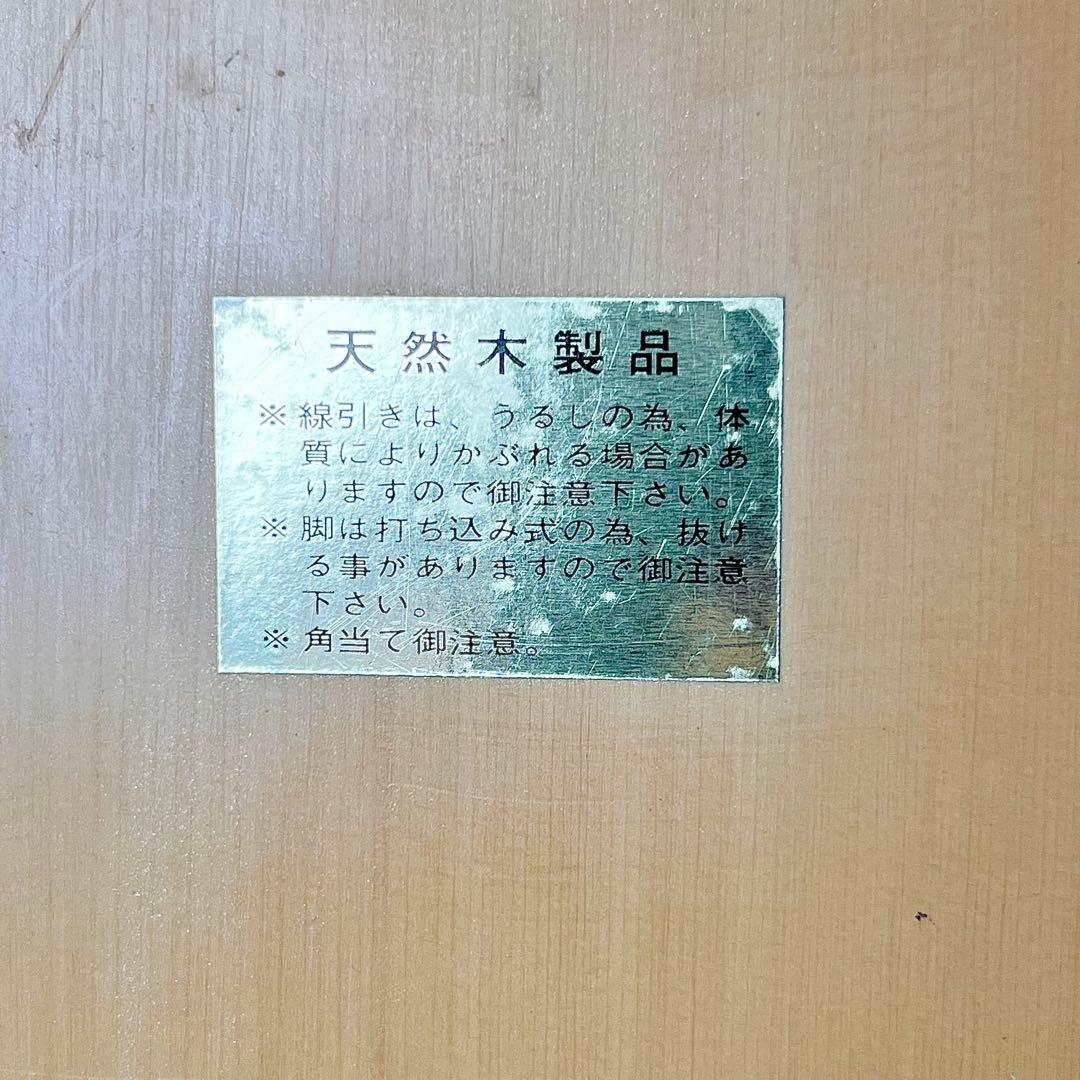 天然木製品
※線引きは、うるしの為、体
質によりかぶれる場合があ
りますので御注意下さい。
※脚は打ち込み式の為、抜け
る事がありますので御注意
下さい。
※角当て御注意。